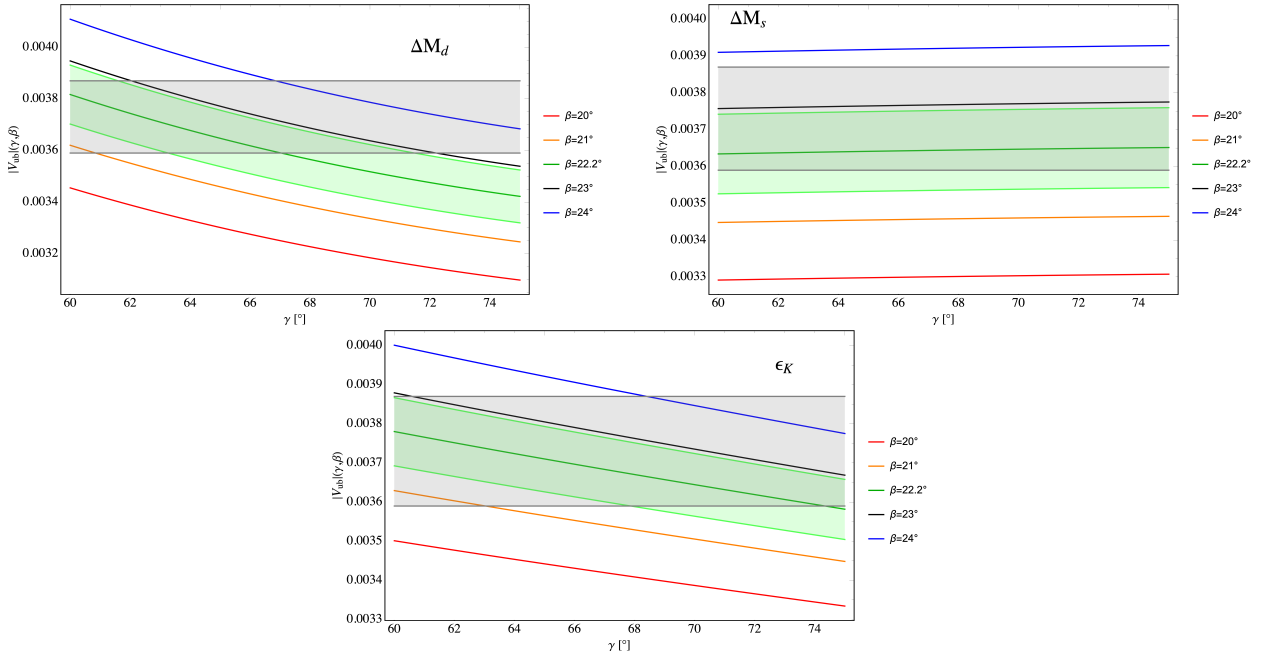 ΔM_d
0.0040
0.0038
0.0036
0.0034
0.0032
|V_ub|(γ,β)
60 62 64 66 68 70 72 74
γ [°]
β=20°
β=21°
β=22.2°
β=23°
β=24°
ΔM_s
0.0040
0.0039
0.0038
0.0037
0.0036
0.0035
0.0034
0.0033
|V_ub|(γ,β)
60 62 64 66 68 70 72 74
γ [°]
β=20°
β=21°
β=22.2°
β=23°
β=24°
ϵ_K
0.0040
0.0039
0.0038
0.0037
0.0036
0.0035
0.0034
0.0033
|V_ub|(γ,β)
60 62 64 66 68 70 72 74
γ [°]
β=20°
β=21°
β=22.2°
β=23°
β=24°